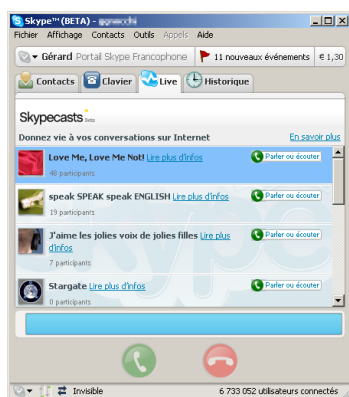 Skype™ (BETA) -
Fichier Affichage Contacts Outils Appels Aide
Gérard Portail Skype Francophone 11 nouveaux événements € 1,30
Contacts Clavier Live Historique
Skypecasts Beta
Donnez vie à vos conversations sur Internet En savoir plus
Love Me, Love Me Not! Lire plus d'infos Parler ou écouter
48 participants
speak SPEAK speak ENGLISH Lire plus d'infos Parler ou écouter
19 participants
J'aime les jolies voix de jolies filles Lire plus Parler ou écouter
d'infos
7 participants
Stargate Lire plus d'infos Parler ou écouter
0 participants
Invisible 6 733 052 utilisateurs connectés